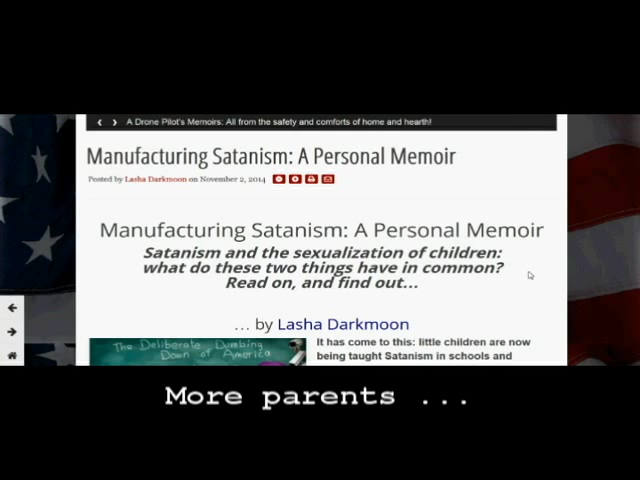 A Drone Pilot's Memoirs: All from the safety and comforts of home and hearth!
Manufacturing Satanism: A Personal Memoir
Posted by Lasha Darkmoon on November 2, 2014
Manufacturing Satanism: A Personal Memoir
Satanism and the sexualization of children:
what do these two things have in common?
Read on, and find out...
... by Lasha Darkmoon
The Deliberate Dumbing
Down of America
It has come to this: little children are now
being taught Satanism in schools and
More parents ...